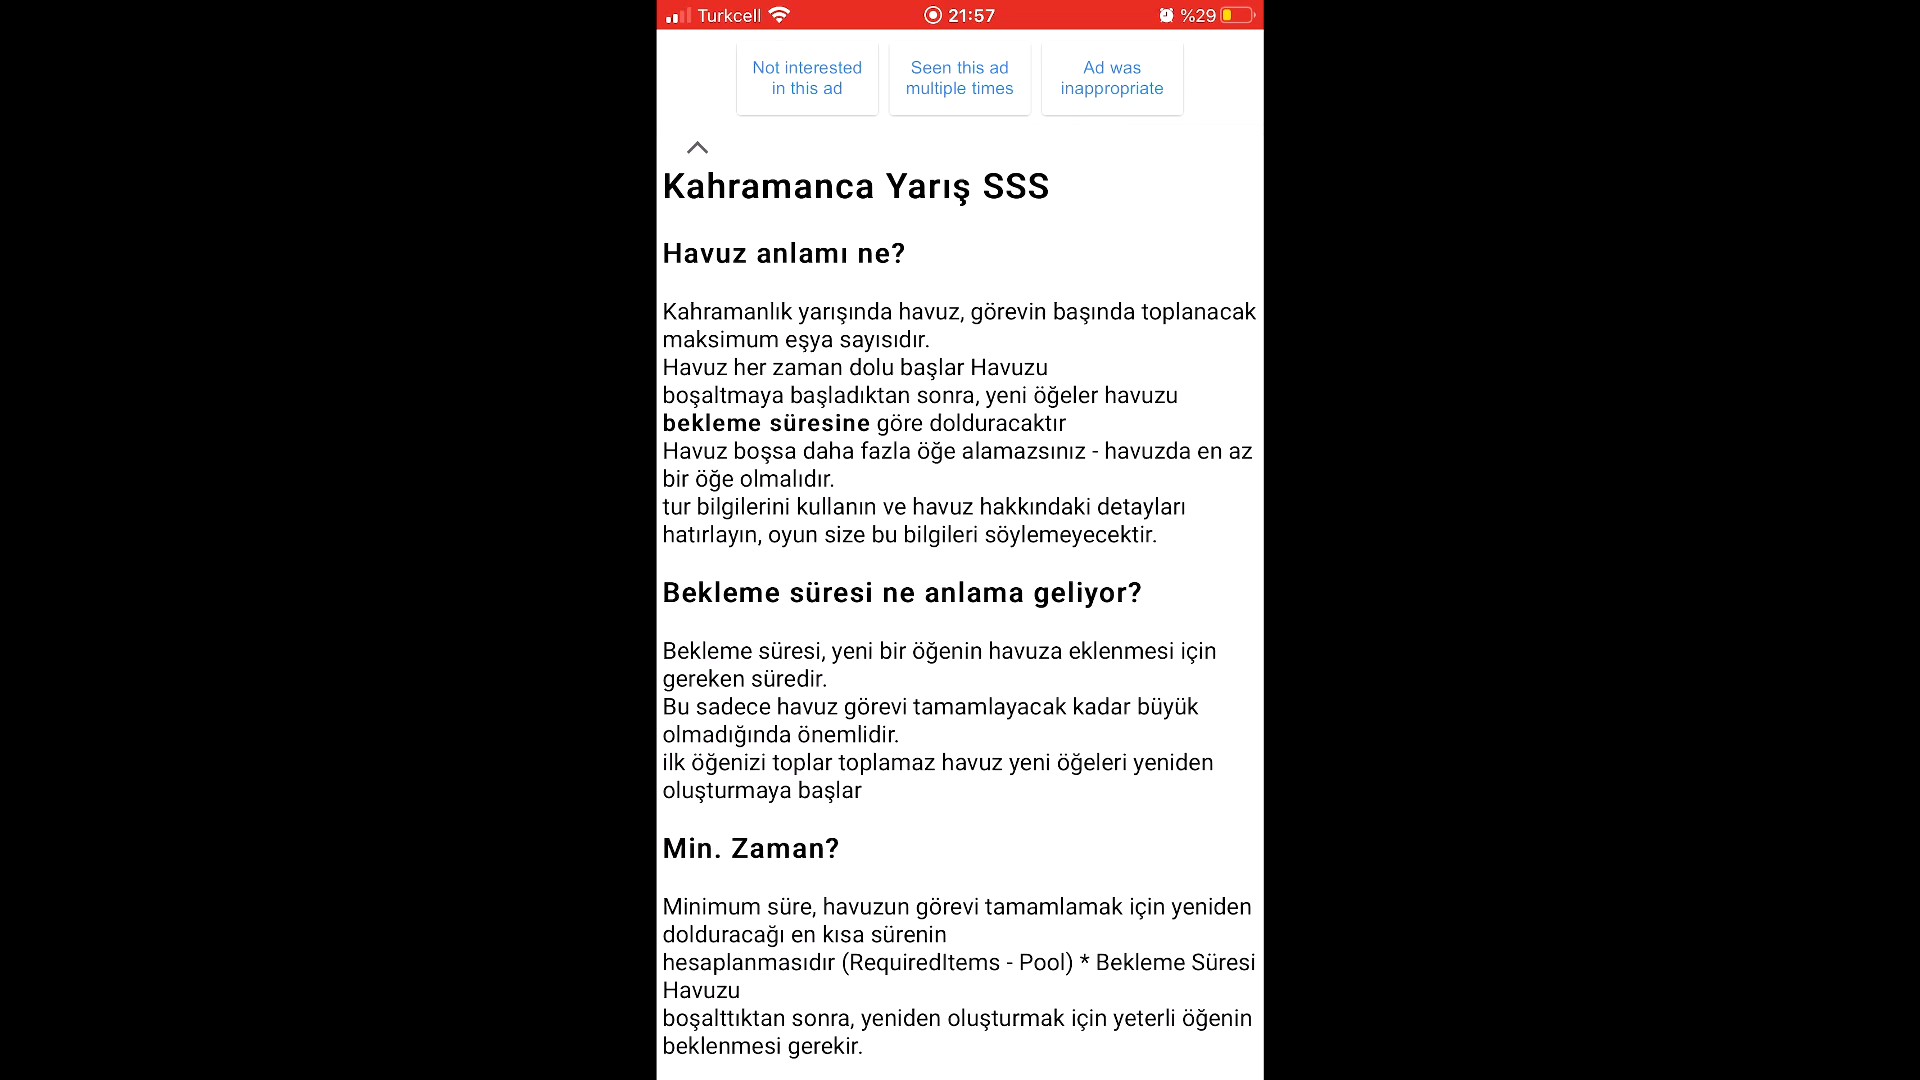 Turkcell 21:57 %29
Not interested
in this ad
Seen this ad
multiple times
Ad was
inappropriate
Kahramanca Yarış SSS
Havuz anlamı ne?
Kahramanlık yarışında havuz, görevin başında toplanacak
maksimum eşya sayısıdır.
Havuz her zaman dolu başlar Havuzu
boşaltmaya başladıktan sonra, yeni öğeler havuzu
bekleme süresine göre dolduracaktır
Havuz boşsa daha fazla öğe alamazsınız - havuzda en az
bir öğe olmalıdır.
tur bilgilerini kullanın ve havuz hakkındaki detayları
hatırlayın, oyun size bu bilgileri söylemeyecektir.
Bekleme süresi ne anlama geliyor?
Bekleme süresi, yeni bir öğenin havuza eklenmesi için
gereken süredir.
Bu sadece havuz görevi tamamlayacak kadar büyük
olmadığında önemlidir.
ilk öğenizi toplar toplamaz havuz yeni öğeleri yeniden
oluşturmaya başlar
Min. Zaman?
Minimum süre, havuzun görevi tamamlamak için yeniden
dolduracağı en kısa sürenin
hesaplanmasıdır (RequiredItems - Pool) * Bekleme Süresi
Havuzu
boşalttıktan sonra, yeniden oluşturmak için yeterli öğenin
beklenmesi gerekir.